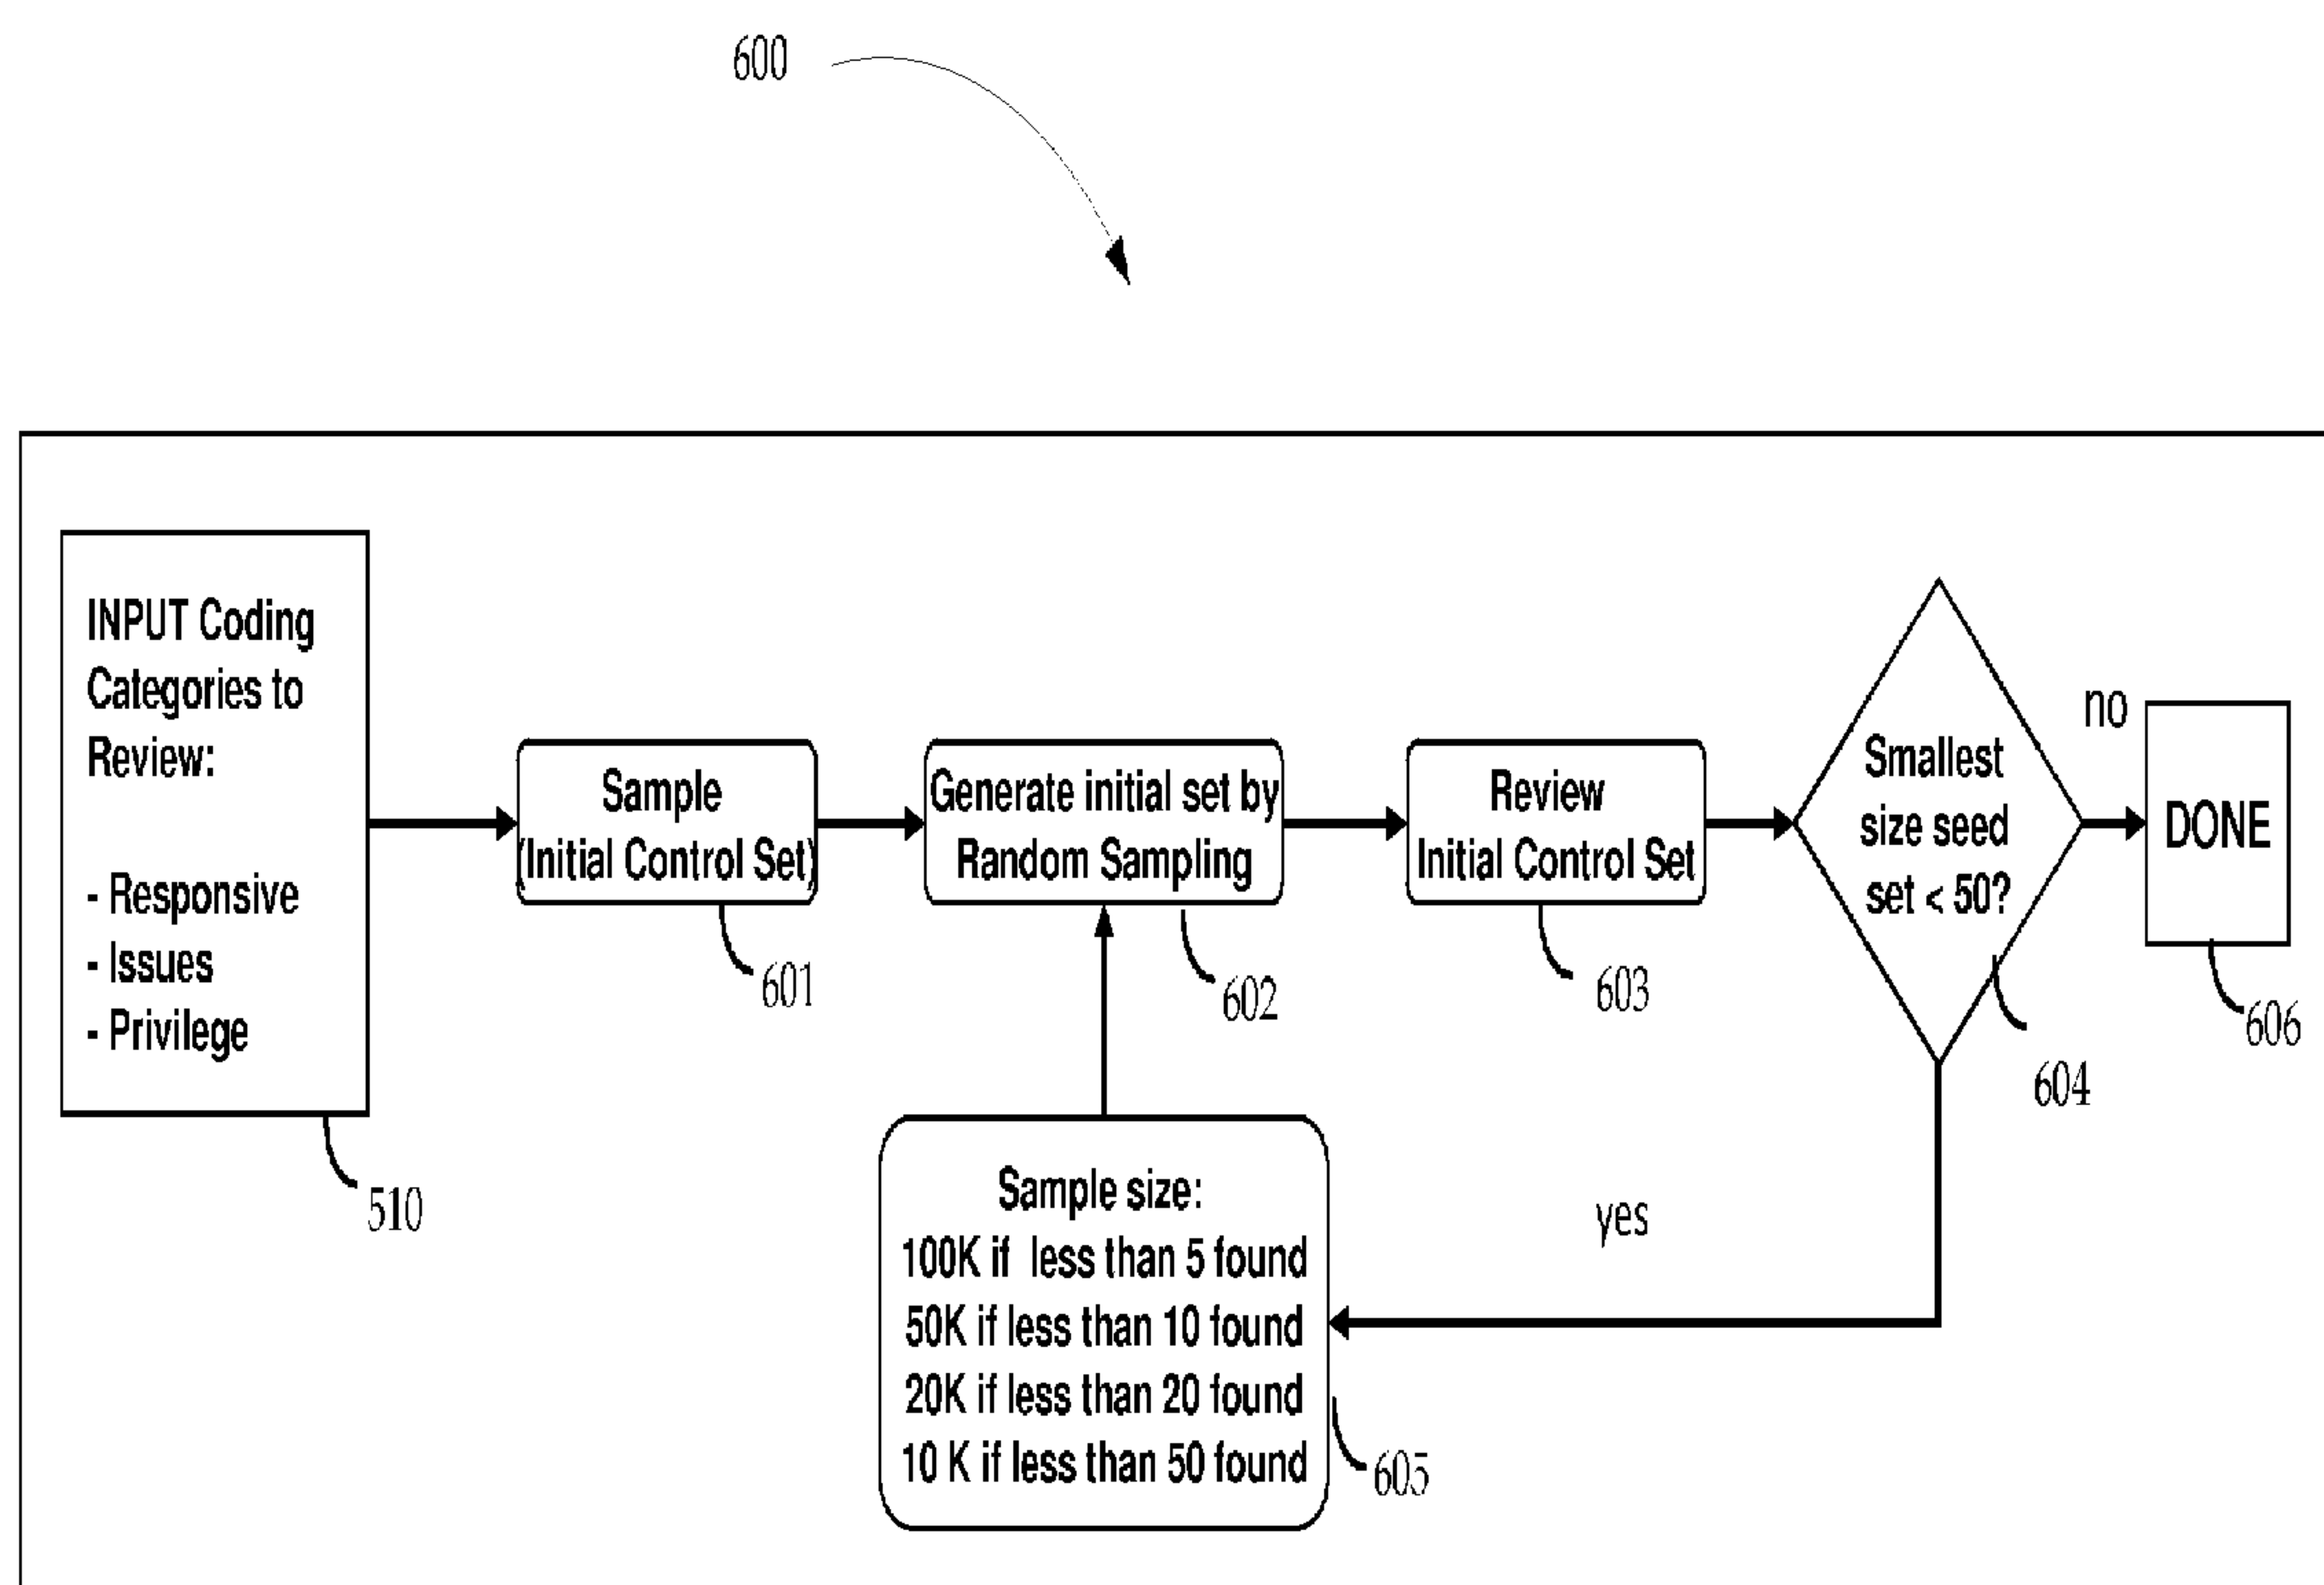 600
INPUT Coding
Categories to
Review:
- Responsive
- Issues
- Privilege
510
Sample
(Initial Control Set)
601
Generate initial set by
Random Sampling
602
Review
Initial Control Set
603
Smallest
size seed
set < 50?
604
no
DONE
606
yes
Sample size:
100K if less than 5 found
50K if less than 10 found
20K if less than 20 found
10 K if less than 50 found
605